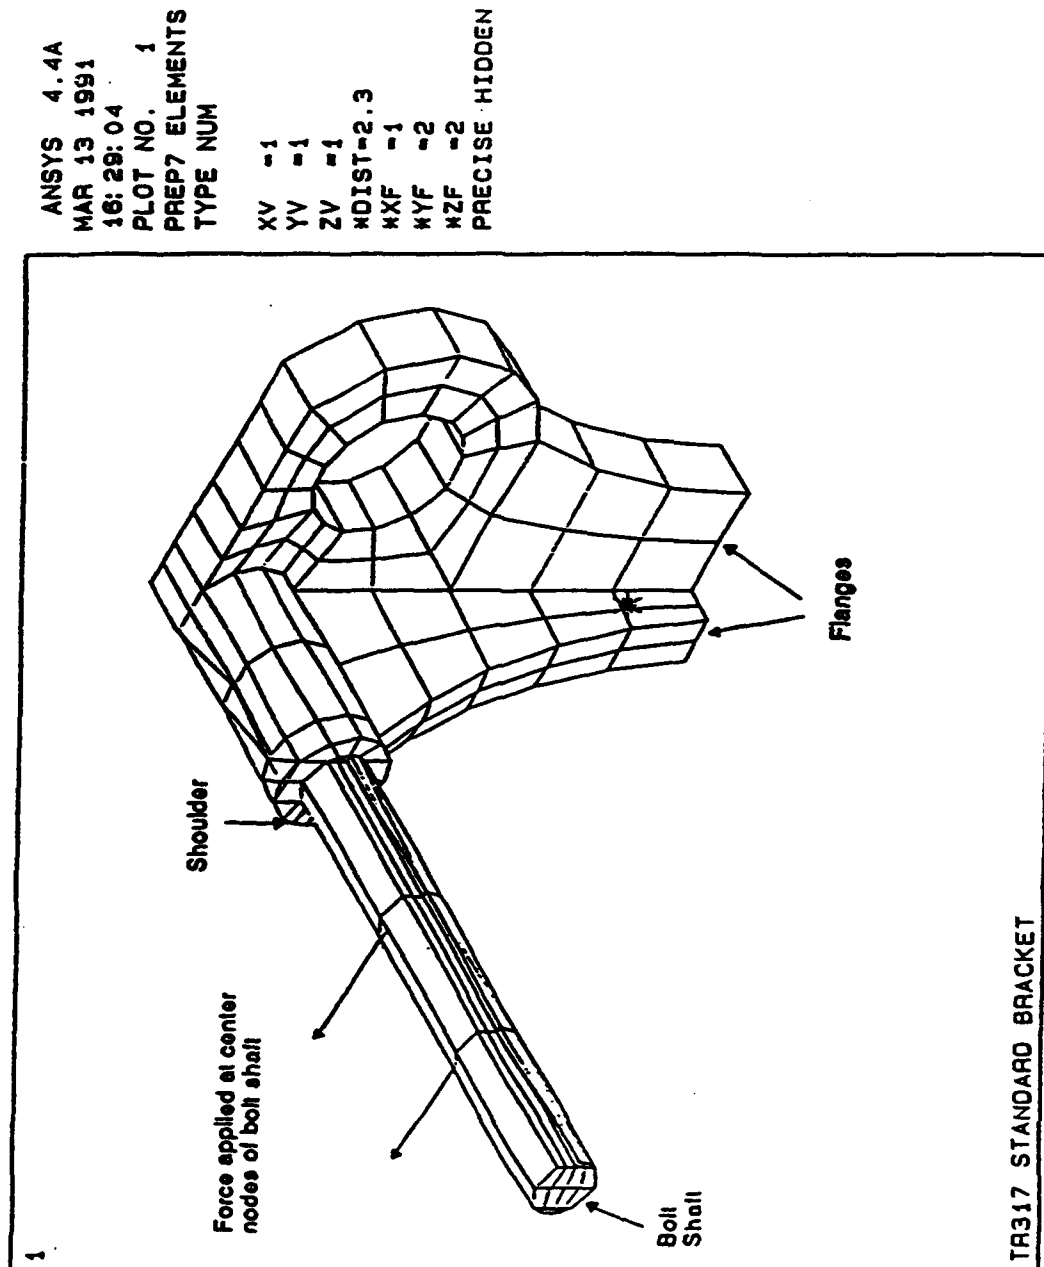 ANSYS 4.4A
MAR 13 1991
16:29:04
PLOT NO. 1
PREP7 ELEMENTS
TYPE NUM
XV =1
YV =1
ZV =1
*DIST=2.3
*XF =1
*YF =2
*ZF =2
PRECISE HIDDEN
1
Force applied at center
nodes of bolt shaft
Shoulder
Bolt
Shaft
Flanges
TR317 STANDARD BRACKET